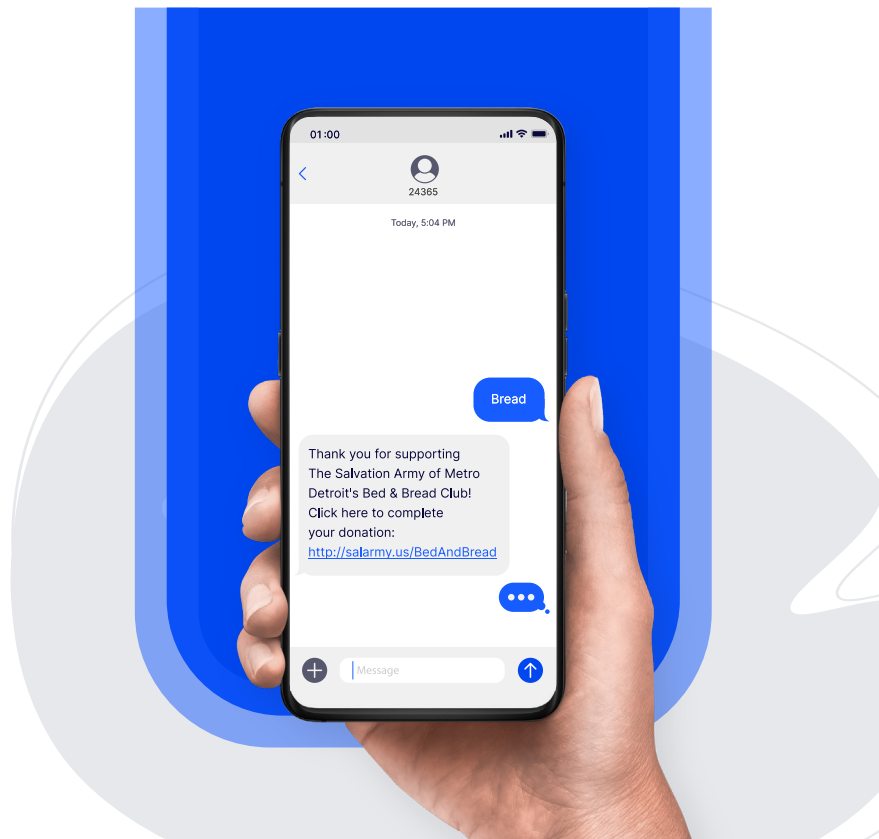 01:00
24365
Today, 5:04 PM
Bread
Thank you for supporting
The Salvation Army of Metro
Detroit's Bed & Bread Club!
Click here to complete
your donation:
http://salarmy.us/BedAndBread
Message